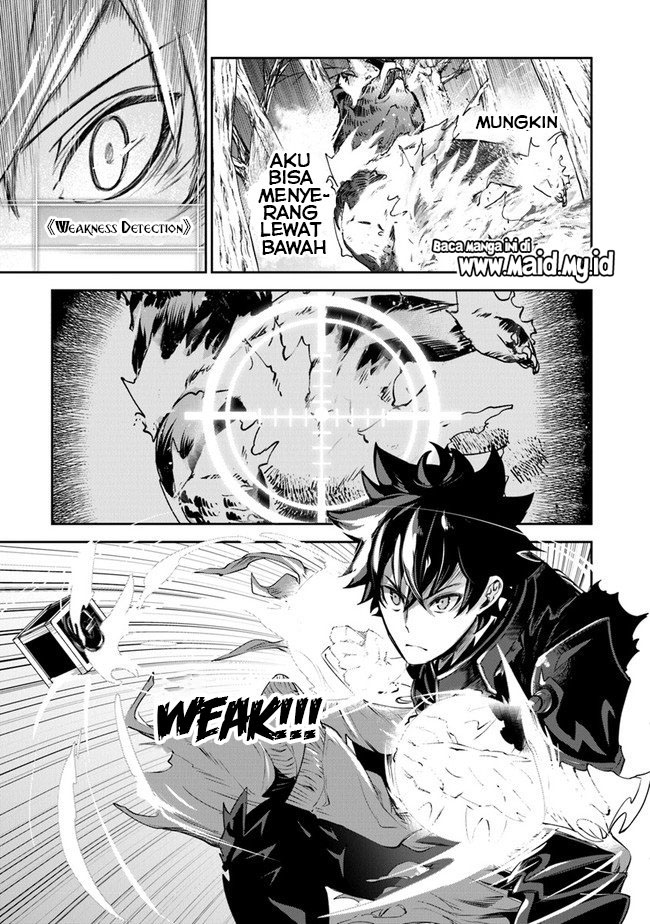 MUNGKIN
AKU
BISA
MENYE-
RANG
LEWAT
BAWAH
《WEAKNESS DETECTION》
Baca Manga ini di
www.Maid.my.id
WEAK!!!